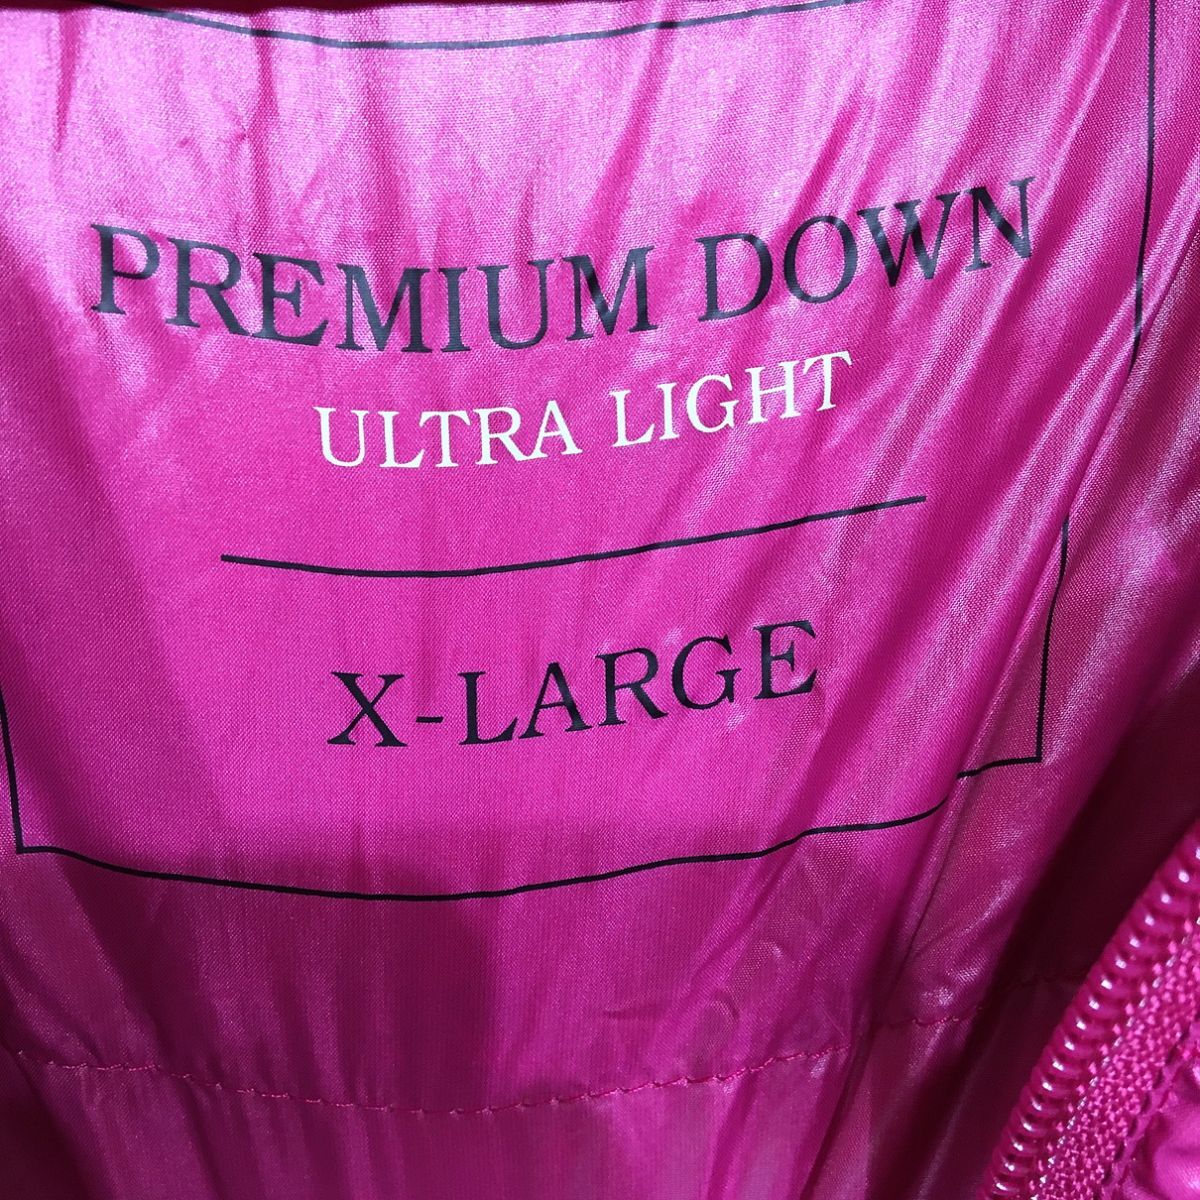 PREMIUM DOWN
ULTRA LIGHT
X-LARGE